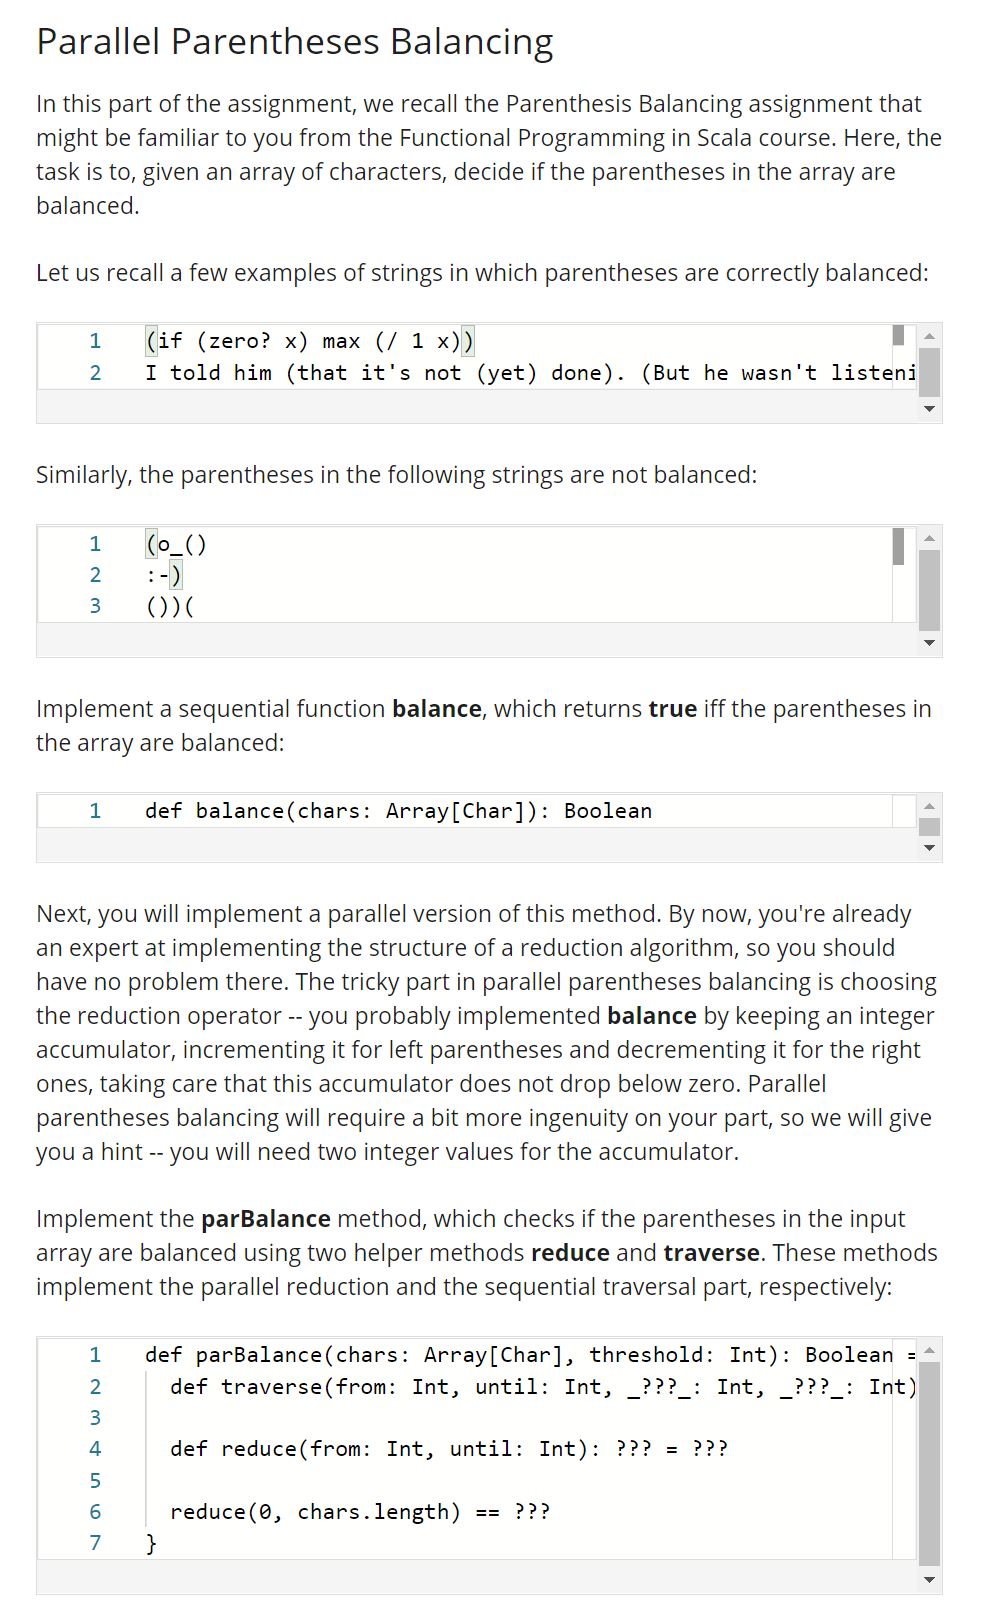 Parallel Parentheses Balancing
In this part of the assignment, we recall the Parenthesis Balancing assignment that
might be familiar to you from the Functional Programming in Scala course. Here, the
task is to, given an array of characters, decide if the parentheses in the array are
balanced.
Let us recall a few examples of strings in which parentheses are correctly balanced:
1 (if (zero? x) max (/ 1 x))
2 I told him (that it's not (yet) done). (But he wasn't listeni
Similarly, the parentheses in the following strings are not balanced:
1 (o_()
2 :-)
3 ())(
Implement a sequential function balance, which returns true iff the parentheses in
the array are balanced:
1 def balance(chars: Array[Char]): Boolean
Next, you will implement a parallel version of this method. By now, you're already
an expert at implementing the structure of a reduction algorithm, so you should
have no problem there. The tricky part in parallel parentheses balancing is choosing
the reduction operator -- you probably implemented balance by keeping an integer
accumulator, incrementing it for left parentheses and decrementing it for the right
ones, taking care that this accumulator does not drop below zero. Parallel
parentheses balancing will require a bit more ingenuity on your part, so we will give
you a hint -- you will need two integer values for the accumulator.
Implement the parBalance method, which checks if the parentheses in the input
array are balanced using two helper methods reduce and traverse. These methods
implement the parallel reduction and the sequential traversal part, respectively:
1 def parBalance(chars: Array[Char], threshold: Int): Boolean =
2 def traverse(from: Int, until: Int, _???_: Int, _???_: Int)
3
4 def reduce(from: Int, until: Int): ??? = ???
5
6 reduce(0, chars.length) == ???
7 }